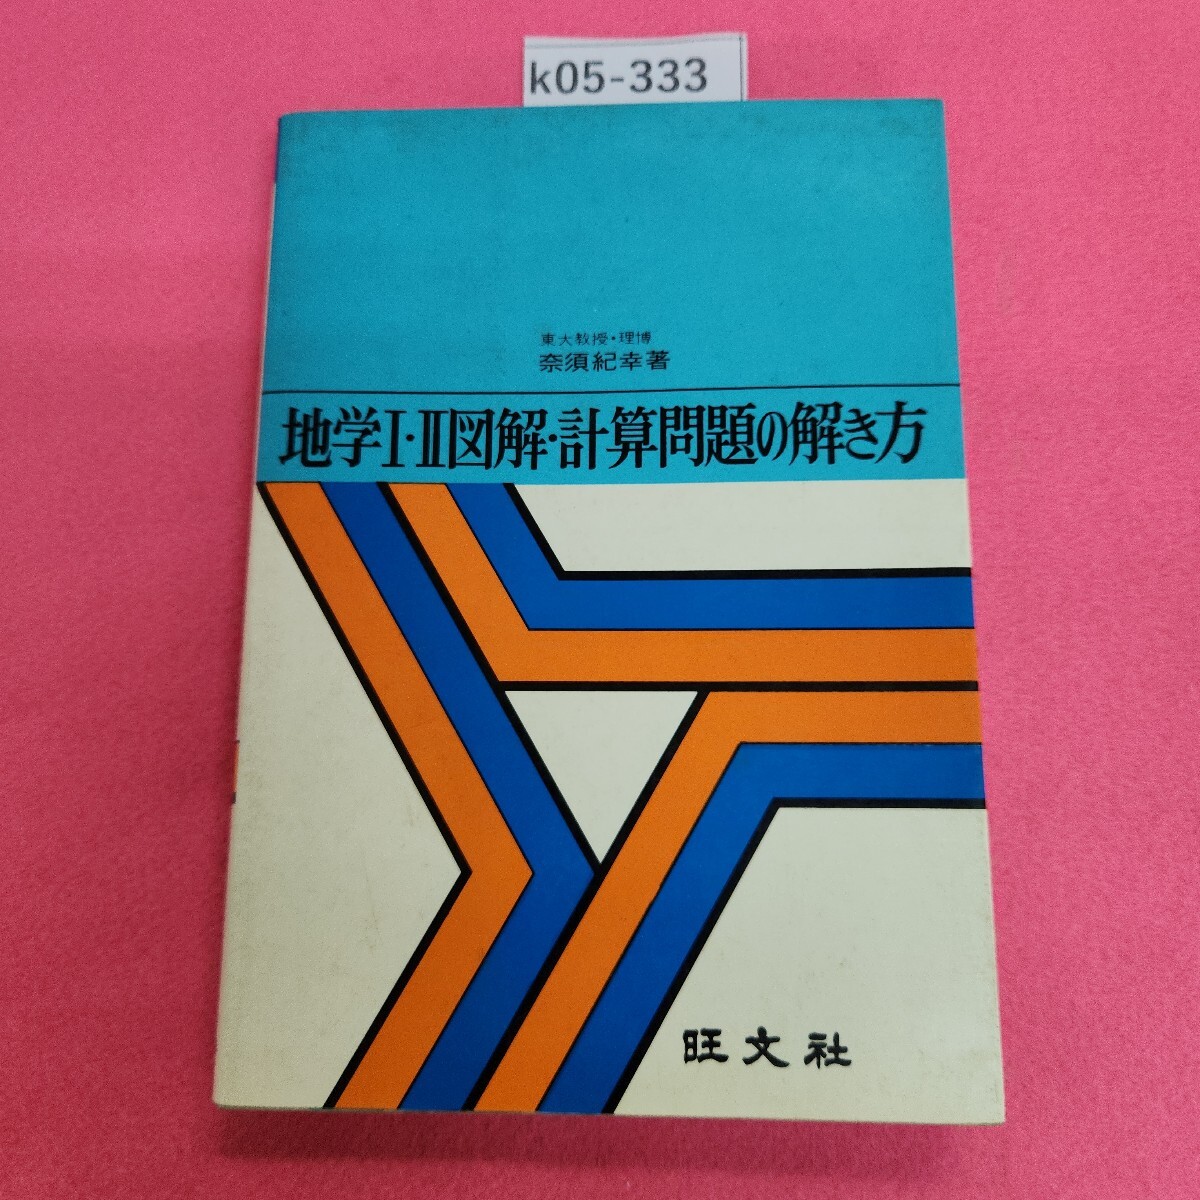 k05-333
東大教授・理博
奈須紀幸著
地学I・II図解・計算問題の解き方
旺文社